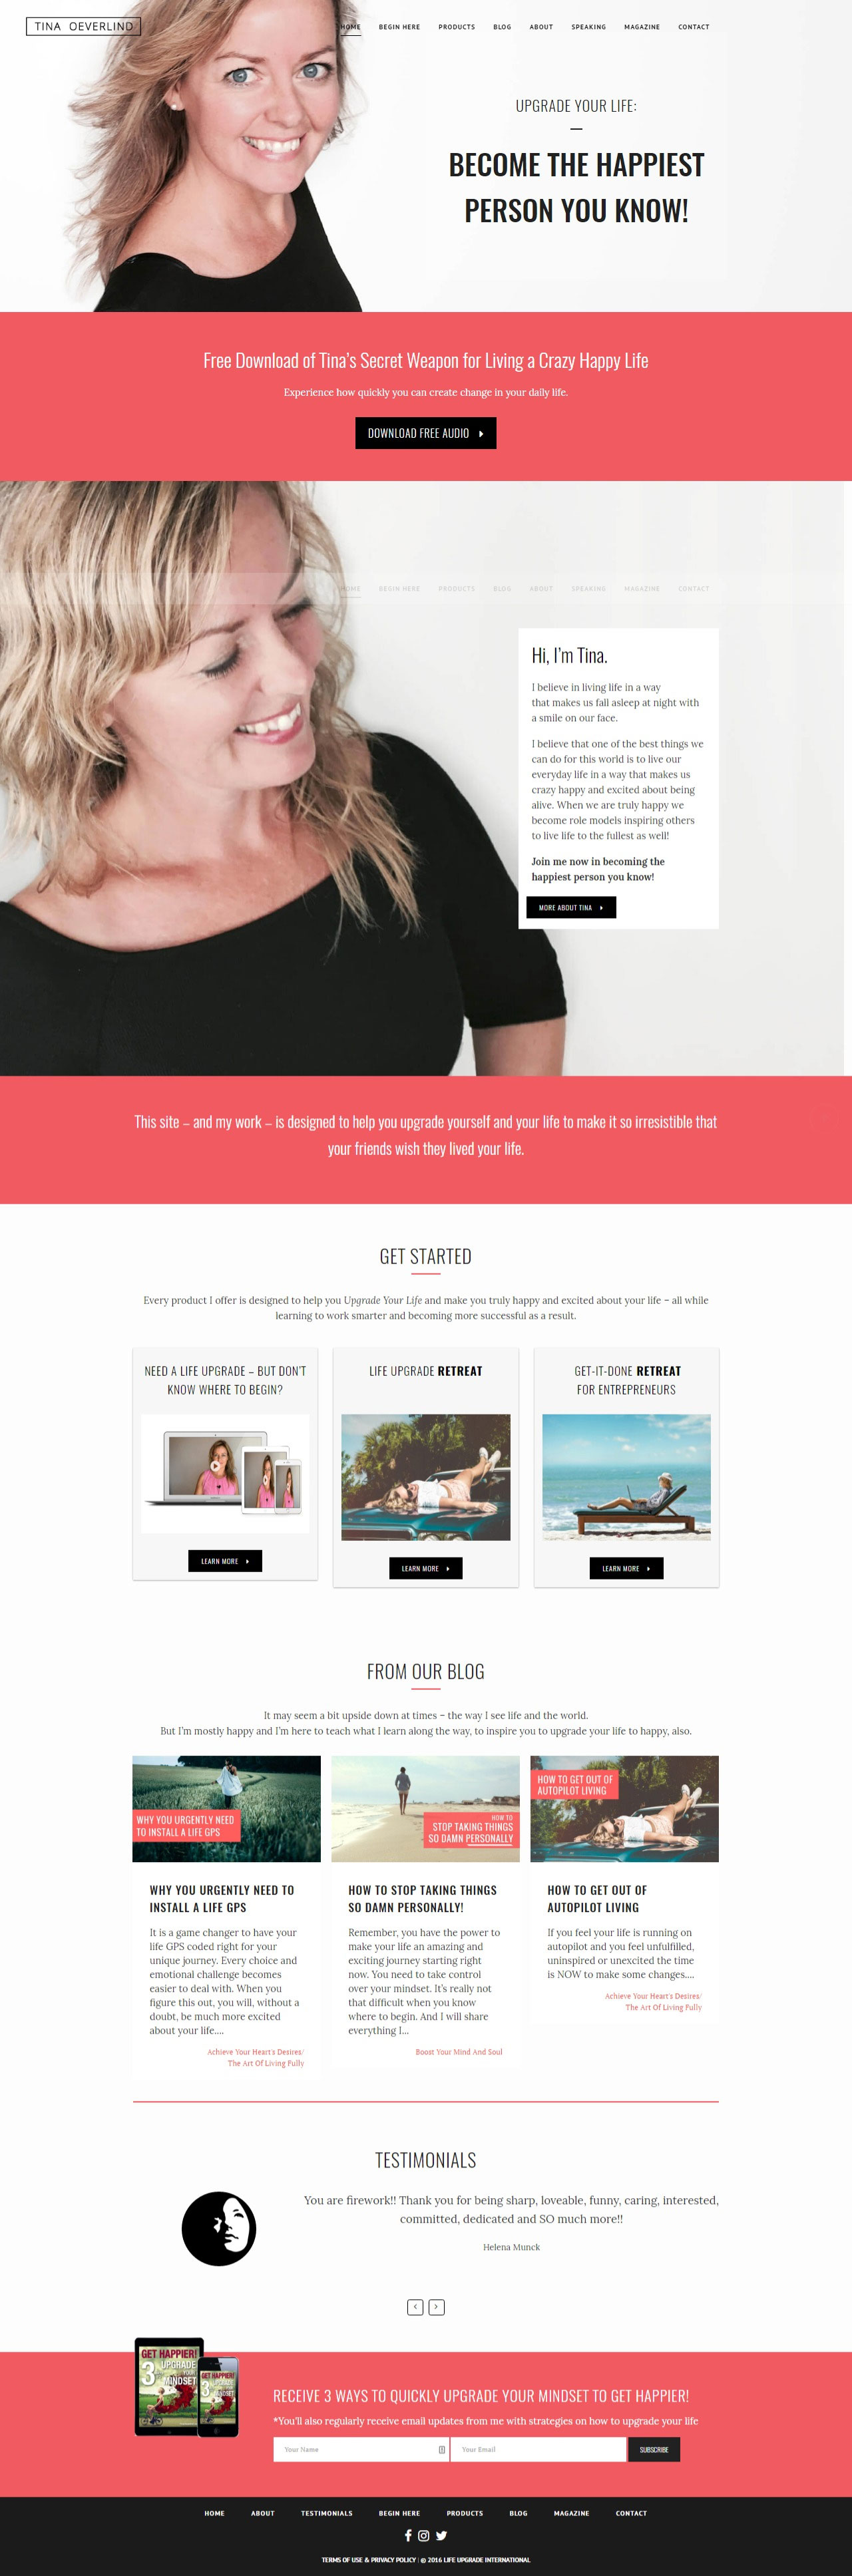 TINA OEVERLIND
HOME BEGIN HERE PRODUCTS BLOG ABOUT SPEAKING MAGAZINE CONTACT
UPGRADE YOUR LIFE:
BECOME THE HAPPIEST
PERSON YOU KNOW!
Free Download of Tina's Secret Weapon for Living a Crazy Happy Life
Experience how quickly you can create change in your daily life.
DOWNLOAD FREE AUDIO
HOME BEGIN HERE PRODUCTS BLOG ABOUT SPEAKING MAGAZINE CONTACT
Hi, I'm Tina.
I believe in living life in a way
that makes us fall asleep at night with
a smile on our face.
I believe that one of the best things we
can do for this world is to live our
everyday life in a way that makes us
crazy happy and excited about being
alive. When we are truly happy we
become role models inspiring others
to live life to the fullest as well!
Join me now in becoming the
happiest person you know!
MORE ABOUT TINA
This site – and my work – is designed to help you upgrade yourself and your life to make it so irresistible that
your friends wish they lived your life.
GET STARTED
Every product I offer is designed to help you Upgrade Your Life and make you truly happy and excited about your life – all while
learning to work smarter and becoming more successful as a result.
NEED A LIFE UPGRADE – BUT DON'T
KNOW WHERE TO BEGIN?
LEARN MORE
LIFE UPGRADE RETREAT
LEARN MORE
GET-IT-DONE RETREAT
FOR ENTREPRENEURS
LEARN MORE
FROM OUR BLOG
It may seem a bit upside down at times – the way I see life and the world.
But I'm mostly happy and I'm here to teach what I learn along the way, to inspire you to upgrade your life to happy, also.
WHY YOU URGENTLY NEED
TO INSTALL A LIFE GPS
WHY YOU URGENTLY NEED TO
INSTALL A LIFE GPS
It is a game changer to have your
life GPS coded right for your
unique journey. Every choice and
emotional challenge becomes
easier to deal with. When you
figure this out, you will, without a
doubt, be much more excited
about your life....
Achieve Your Heart's Desires/
The Art Of Living Fully
HOW TO
STOP TAKING THINGS
SO DAMN PERSONALLY
HOW TO STOP TAKING THINGS
SO DAMN PERSONALLY!
Remember, you have the power to
make your life an amazing and
exciting journey starting right
now. You need to take control
over your mindset. It's really not
that difficult when you know
where to begin. And I will share
everything I...
Boost Your Mind And Soul
HOW TO GET OUT OF
AUTOPILOT LIVING
HOW TO GET OUT OF
AUTOPILOT LIVING
If you feel your life is running on
autopilot and you feel unfulfilled,
uninspired or unexcited the time
is NOW to make some changes....
Achieve Your Heart's Desires/
The Art Of Living Fully
TESTIMONIALS
You are firework!! Thank you for being sharp, loveable, funny, caring, interested,
committed, dedicated and SO much more!!
Helena Munck
GET HAPPIER!
3
UPGRADE
MINDSET
GET HAPPIER!
3
UPGRADE
RECEIVE 3 WAYS TO QUICKLY UPGRADE YOUR MINDSET TO GET HAPPIER!
*You'll also regularly receive email updates from me with strategies on how to upgrade your life
Your Name Your Email SUBSCRIBE
HOME ABOUT TESTIMONIALS BEGIN HERE PRODUCTS BLOG MAGAZINE CONTACT
TERMS OF USE & PRIVACY POLICY | © 2016 LIFE UPGRADE INTERNATIONAL